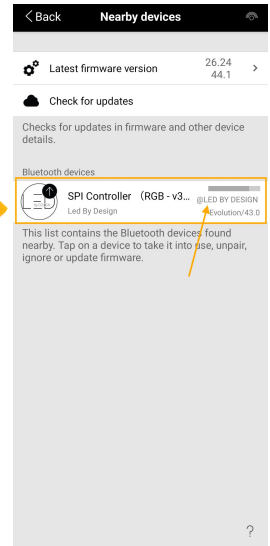 Back
Nearby devices
Latest firmware version
26.24
44.1
Check for updates
Checks for updates in firmware and other device
details.
Bluetooth devices
SPI Controller （RGB - v3...
@LED BY DESIGN
Led By Design
Evolution/43.0
This list contains the Bluetooth devices found
nearby. Tap on a device to take it into use, unpair,
ignore or update firmware.
?